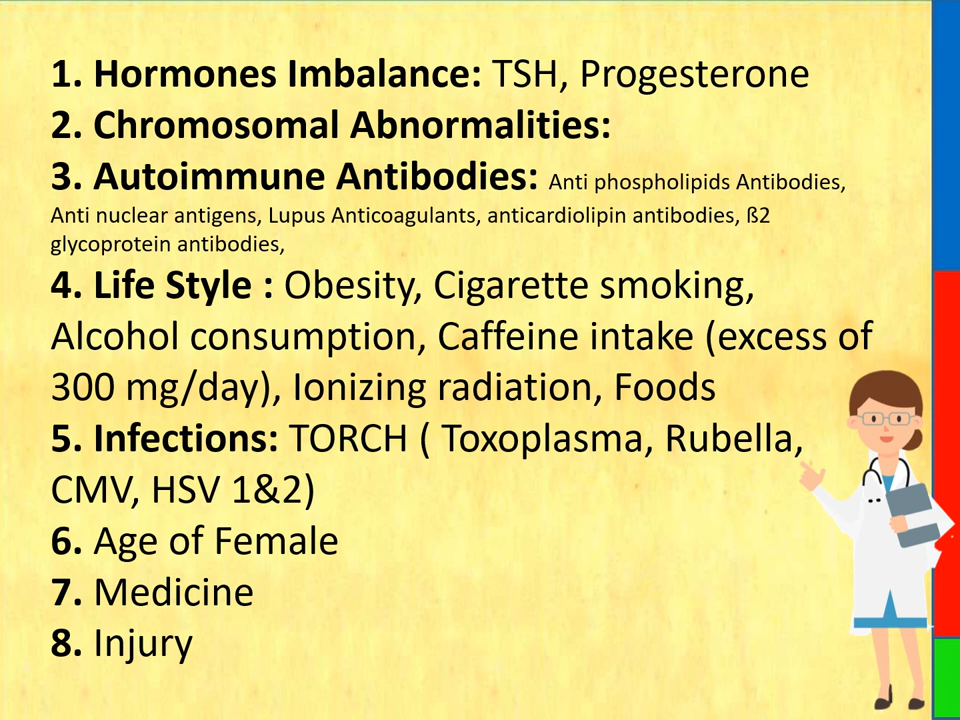 1. Hormones Imbalance: TSH, Progesterone
2. Chromosomal Abnormalities:
3. Autoimmune Antibodies: Anti phospholipids Antibodies,
Anti nuclear antigens, Lupus Anticoagulants, anticardiolipin antibodies, ß2
glycoprotein antibodies,
4. Life Style : Obesity, Cigarette smoking,
Alcohol consumption, Caffeine intake (excess of
300 mg/day), Ionizing radiation, Foods
5. Infections: TORCH ( Toxoplasma, Rubella,
CMV, HSV 1&2)
6. Age of Female
7. Medicine
8. Injury